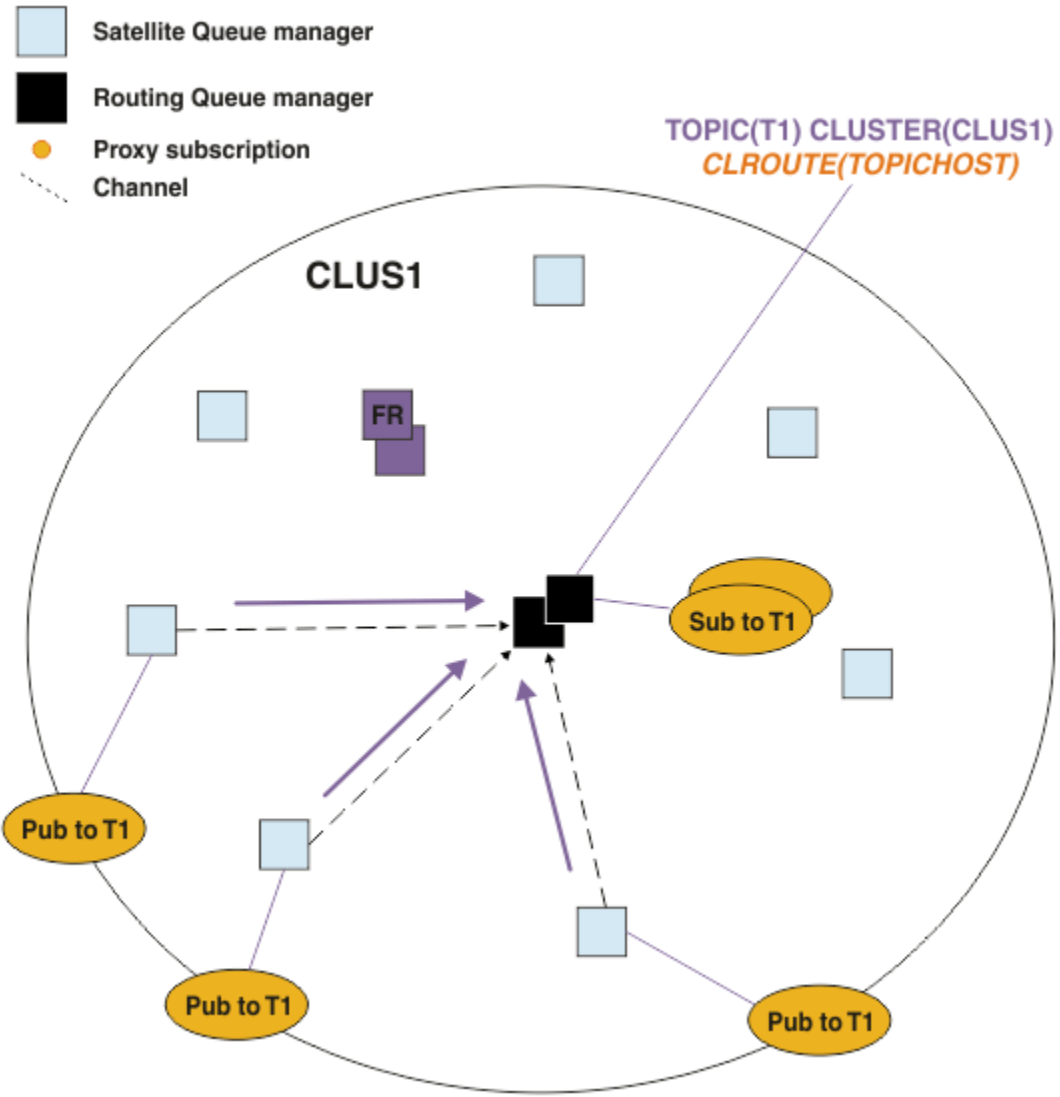 Satellite Queue manager
Routing Queue manager
Proxy subscription
Channel
TOPIC(T1) CLUSTER(CLUS1)
CLROUTE(TOPICHOST)
CLUS1
FR
Sub to T1
Pub to T1
Pub to T1
Pub to T1